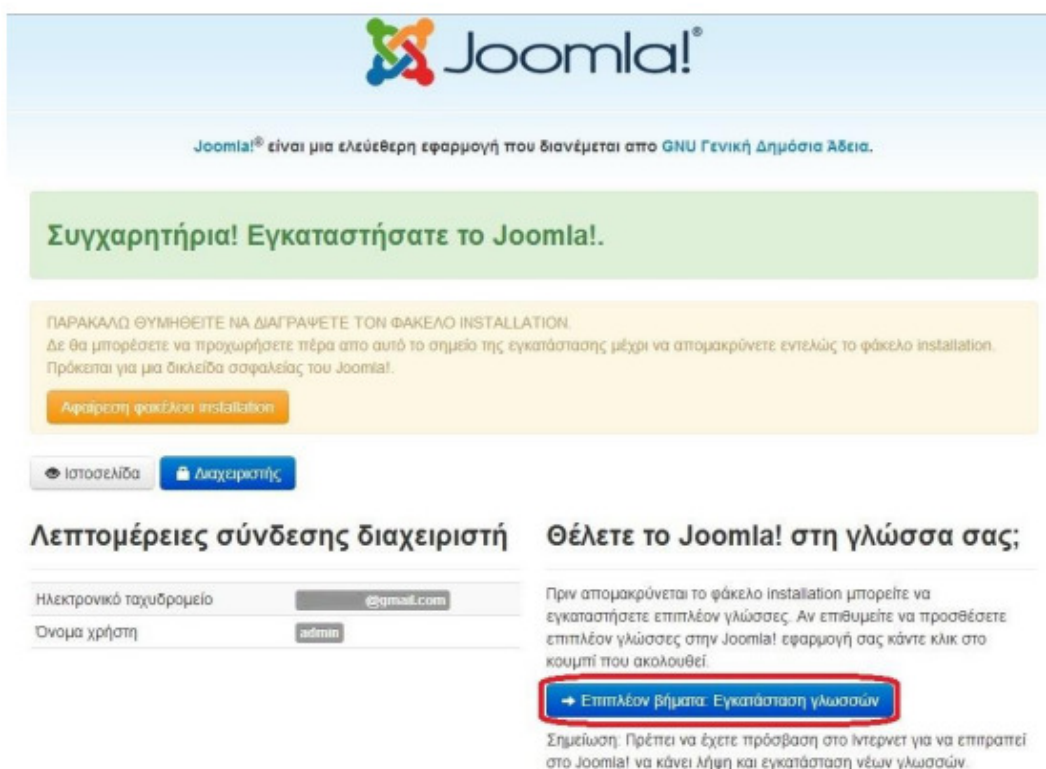 Joomla!®
Joomla!® είναι μια ελεύθερη εφαρμογή που διανέμεται απο GNU Γενική Δημόσια Άδεια.
Συγχαρητήρια! Εγκαταστήσατε το Joomla!.
ΠΑΡΑΚΑΛΩ ΘΥΜΗΘΕΙΤΕ ΝΑ ΔΙΑΓΡΑΨΕΤΕ ΤΟΝ ΦΑΚΕΛΟ INSTALLATION.
Δε θα μπορέσετε να προχωρήσετε πέρα απο αυτό το σημείο της εγκατάστασης μέχρι να απομακρύνετε εντελώς το φάκελο installation.
Πρόκειται για μια δικλείδα ασφαλείας του Joomla!.
Αφαίρεση φακέλου installation
Ιστοσελίδα
Διαχειριστής
Λεπτομέρειες σύνδεσης διαχειριστή
Ηλεκτρονικό ταχυδρομείο @gmail.com
Όνομα χρήστη admin
Θέλετε το Joomla! στη γλώσσα σας;
Πριν απομακρύνεται το φάκελο installation μπορείτε να
εγκαταστήσετε επιπλέον γλώσσες. Αν επιθυμείτε να προσθέσετε
επιπλέον γλώσσες στην Joomla! εφαρμογή σας κάντε κλικ στο
κουμπί που ακολουθεί.
➔ Επιπλέον βήματα: Εγκατάσταση γλωσσών
Σημείωση: Πρέπει να έχετε πρόσβαση στο Ιντερνετ για να επιτραπεί
στο Joomla! να κάνει λήψη και εγκατάσταση νέων γλωσσών.